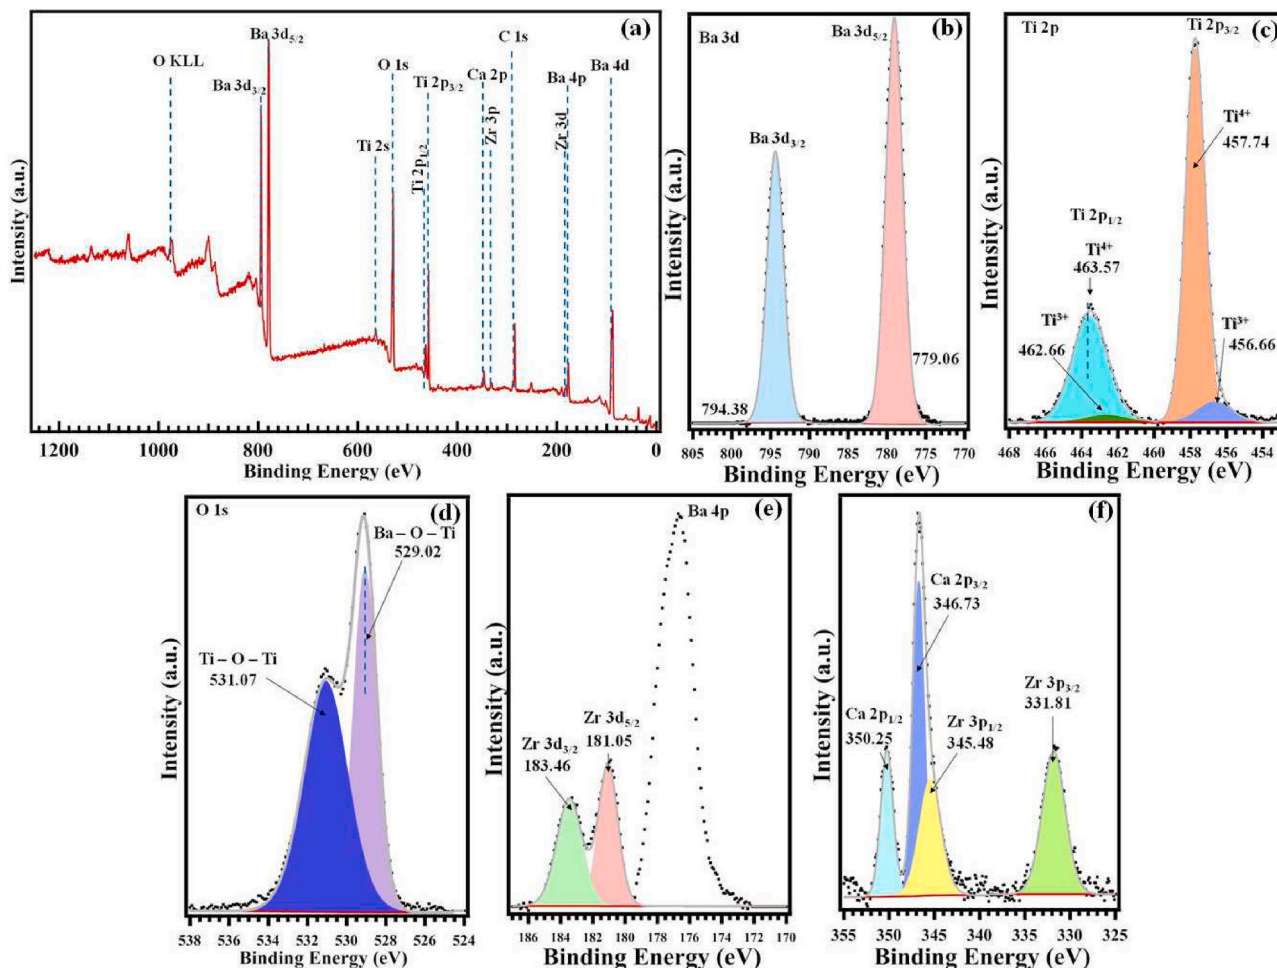 (a)
Ba 3d5/2
O KLL
Ba 3d3/2
Ti 2s
O 1s
Ti 2p1/2
Ti 2p3/2
Ca 2p
Zr 3p
C 1s
Zr 3d
Ba 4p
Ba 4d
Intensity (a.u.)
1200 1000 800 600 400 200 0
Binding Energy (eV)
(b)
Ba 3d
Ba 3d5/2
Ba 3d3/2
794.38
779.06
Intensity (a.u.)
805 800 795 790 785 780 775 770
Binding Energy (eV)
(c)
Ti 2p
Ti 2p3/2
Ti4+
457.74
Ti 2p1/2
Ti4+
463.57
Ti3+
462.66
Ti3+
456.66
Intensity (a.u.)
468 466 464 462 460 458 456 454
Binding Energy (eV)
(d)
O 1s
Ba – O – Ti
529.02
Ti – O – Ti
531.07
Intensity (a.u.)
538 534 530 529 528 526 524
Binding Energy (eV)
(e)
Ba 4p
Zr 3d5/2
181.05
Zr 3d3/2
183.46
Intensity (a.u.)
186 184 182 180 178 176 174 172 170
Binding Energy (eV)
(f)
Ca 2p3/2
346.73
Ca 2p1/2
350.25
Zr 3p1/2
345.48
Zr 3p3/2
331.81
Intensity (a.u.)
355 350 345 340 335 330 325
Binding Energy (eV)